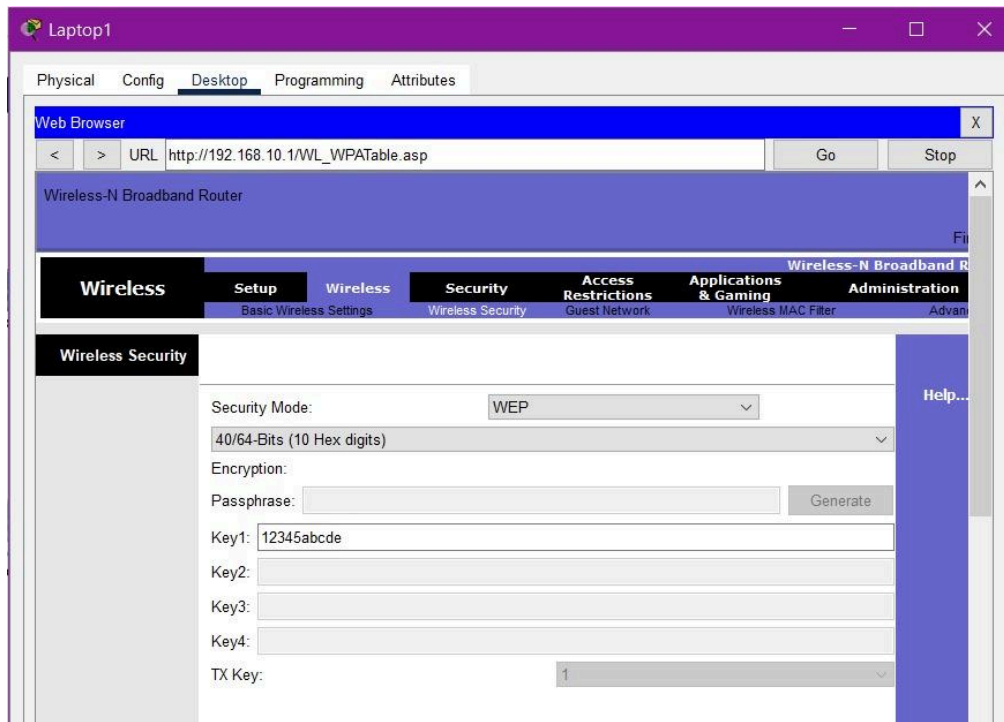 Laptop1
Physical Config Desktop Programming Attributes
Web Browser X
< > URL http://192.168.10.1/WL_WPATable.asp Go Stop
Wireless-N Broadband Router
Wireless-N Broadband R
Wireless Setup Wireless Security Access Restrictions Applications & Gaming Administration
Basic Wireless Settings Wireless Security Guest Network Wireless MAC Filter Advan
Wireless Security
Help...
Security Mode: WEP
40/64-Bits (10 Hex digits)
Encryption:
Passphrase: Generate
Key1: 12345abcde
Key2:
Key3:
Key4:
TX Key: 1